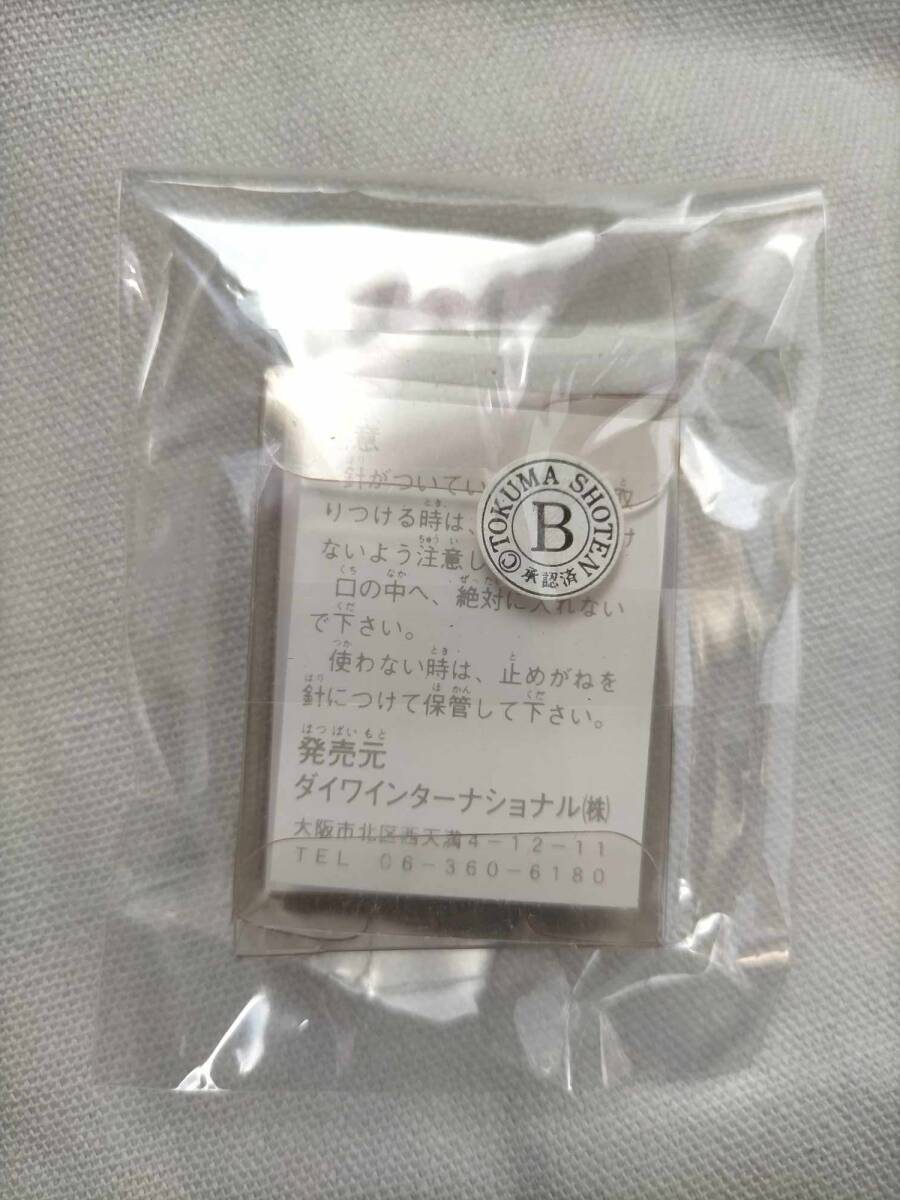 意
針がついてい 取
りつける時は、 け
ないよう注意し
口の中へ、絶対に入れない
で下さい。
使わない時は、止めがねを
針につけて保管して下さい。
発売元
ダイワインターナショナル㈱
大阪市北区西天満4-12-11
TEL 06-360-6180
©TOKUMA SHOTEN
B
承認済